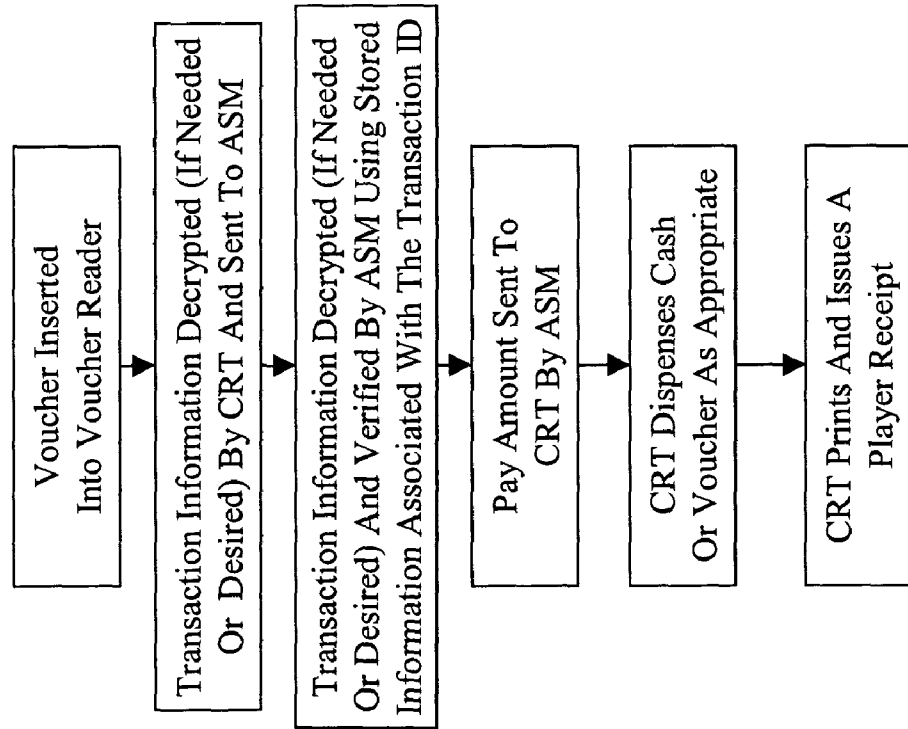 Voucher Inserted
Into Voucher Reader
Transaction Information Decrypted (If Needed
Or Desired) By CRT And Sent To ASM
Transaction Information Decrypted (If Needed
Or Desired) And Verified By ASM Using Stored
Information Associated With The Transaction ID
Pay Amount Sent To
CRT By ASM
CRT Dispenses Cash
Or Voucher As Appropriate
CRT Prints And Issues A
Player Receipt